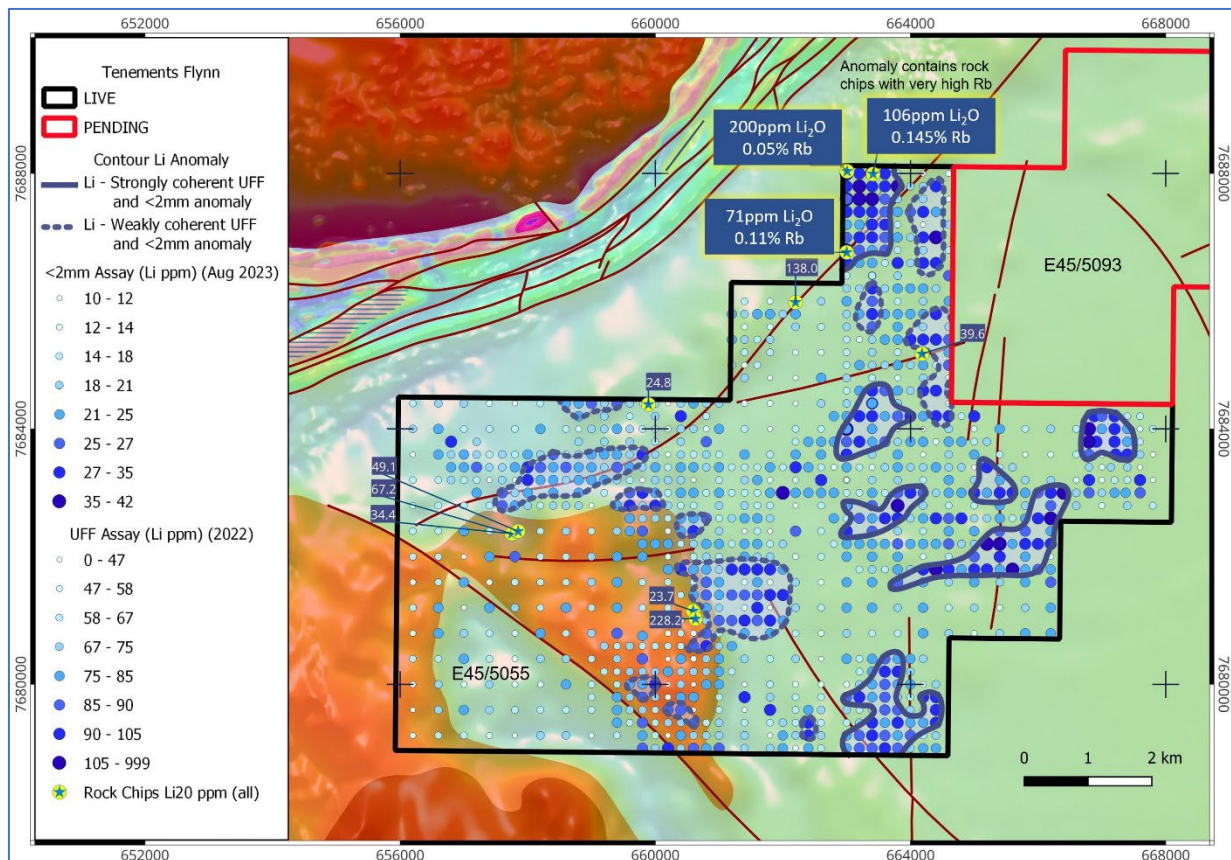 652000
656000
660000
664000
668000
Tenements Flynn
LIVE
PENDING
Contour Li Anomaly
Li - Strongly coherent UFF
and <2mm anomaly
Li - Weakly coherent UFF
and <2mm anomaly
<2mm Assay (Li ppm) (Aug 2023)
10 - 12
12 - 14
14 - 18
18 - 21
21 - 25
25 - 27
27 - 35
35 - 42
UFF Assay (Li ppm) (2022)
0 - 47
47 - 58
58 - 67
67 - 75
75 - 85
85 - 90
90 - 105
105 - 999
Rock Chips Li20 ppm (all)
Anomaly contains rock
chips with very high Rb
200ppm Li₂O
0.05% Rb
106ppm Li₂O
0.145% Rb
71ppm Li₂O
0.11% Rb
138.0
E45/5093
39.6
24.8
49.1
67.2
34.4
23.7
228.2
E45/5055
0 1 2 km
7688000
7684000
7680000
7688000
7684000
7680000
652000
656000
660000
664000
668000